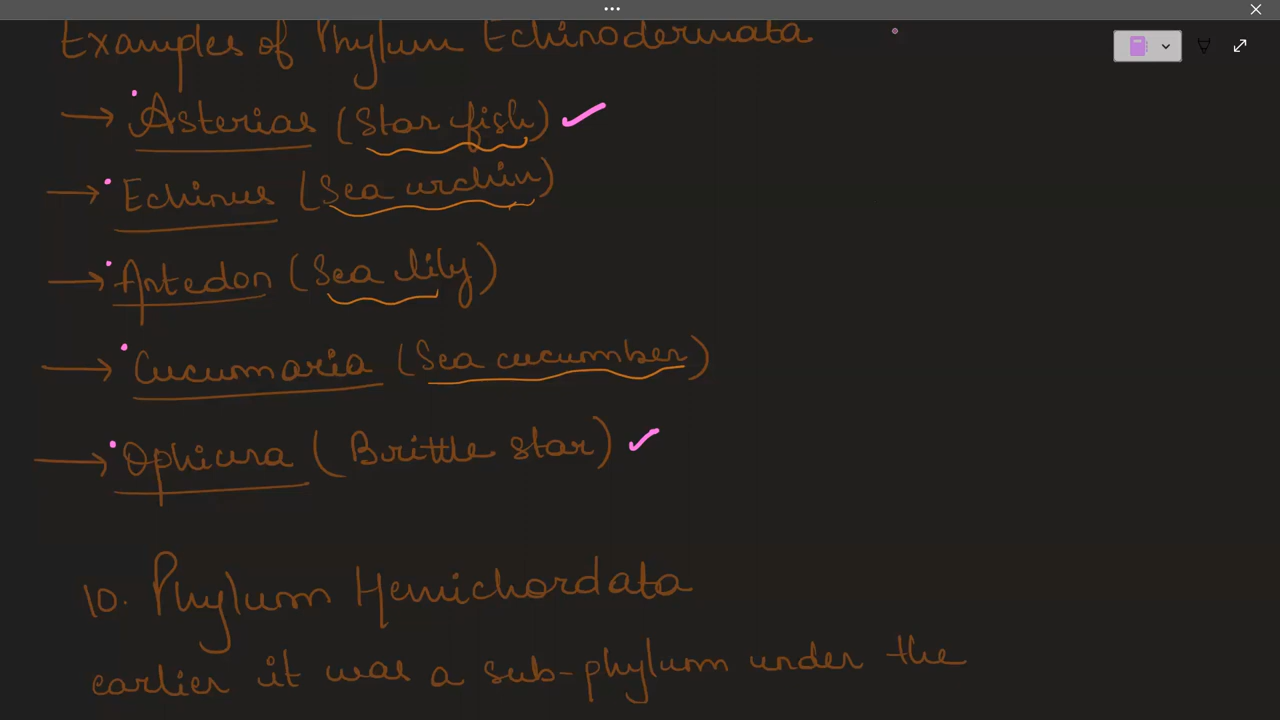 Examples of Phylum Echinodermata
→ Asterias (Star fish) ✓
→ Echinus (Sea urchin)
→ Antedon (Sea lily)
→ Cucumaria (Sea cucumber)
→ Ophiura (Brittle star) ✓
10. Phylum Hemichordata
earlier it was a sub-phylum under the